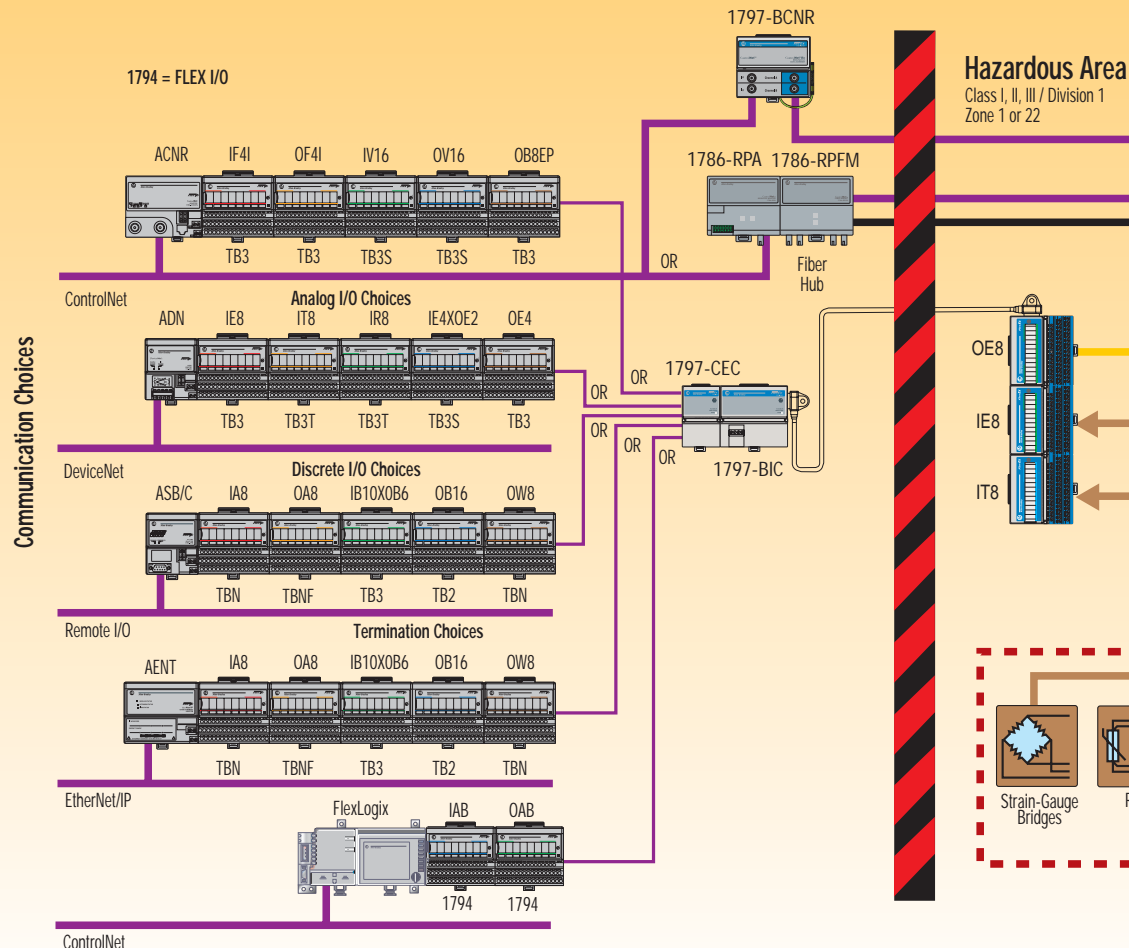 1797-BCNR
1794 = FLEX I/O
Hazardous Area
Class I, II, III / Division 1
Zone 1 or 22
ACNR IF4I OF4I IV16 OV16 OB8EP
1786-RPA 1786-RPFM
TB3 TB3 TB3S TB3S TB3
OR
Fiber
Hub
ControlNet
Analog I/O Choices
ADN IE8 IT8 IR8 IE4XOE2 OE4
Communication Choices
TB3 TB3T TB3T TB3S TB3
OR
OR
OR
OR
OR
1797-CEC
1797-BIC
OE8
IE8
IT8
DeviceNet
Discrete I/O Choices
ASB/C IA8 OA8 IB10X0B6 OB16 OW8
TBN TBNF TB3 TB2 TBN
Remote I/O
Termination Choices
AENT IA8 OA8 IB10X0B6 OB16 OW8
TBN TBNF TB3 TB2 TBN
EtherNet/IP
FlexLogix IAB OAB
1794 1794
ControlNet
Strain-Gauge
Bridges